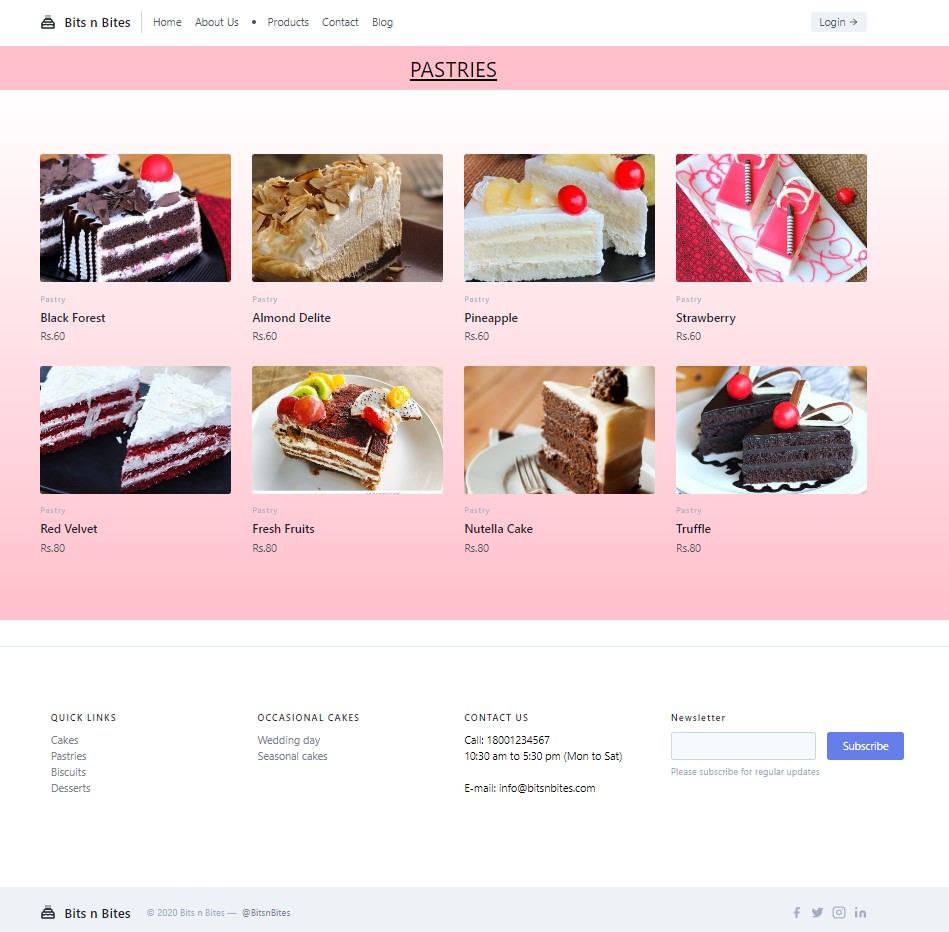 Bits n Bites
Home
About Us
Products
Contact
Blog
Login →
PASTRIES
Pastry
Black Forest
Rs.60
Pastry
Almond Delite
Rs.60
Pastry
Pineapple
Rs.60
Pastry
Strawberry
Rs.60
Pastry
Red Velvet
Rs.80
Pastry
Fresh Fruits
Rs.80
Pastry
Nutella Cake
Rs.80
Pastry
Truffle
Rs.80
QUICK LINKS
Cakes
Pastries
Biscuits
Desserts
OCCASIONAL CAKES
Wedding day
Seasonal cakes
CONTACT US
Call: 18001234567
10:30 am to 5:30 pm (Mon to Sat)
E-mail: info@bitsnbites.com
Newsletter
Subscribe
Please subscribe for regular updates
Bits n Bites
© 2020 Bits n Bites — @BitsnBites